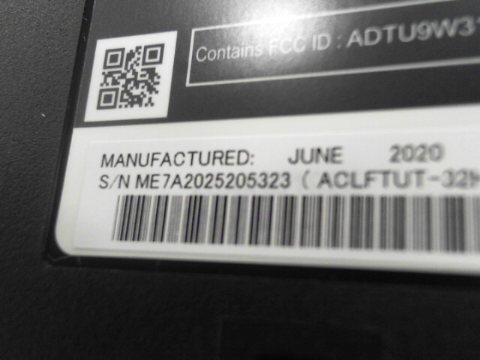 Contains FCC ID : ADTU9W31
MANUFACTURED: JUNE 2020
S/N ME7A2025205323 ( ACLFTUT-32